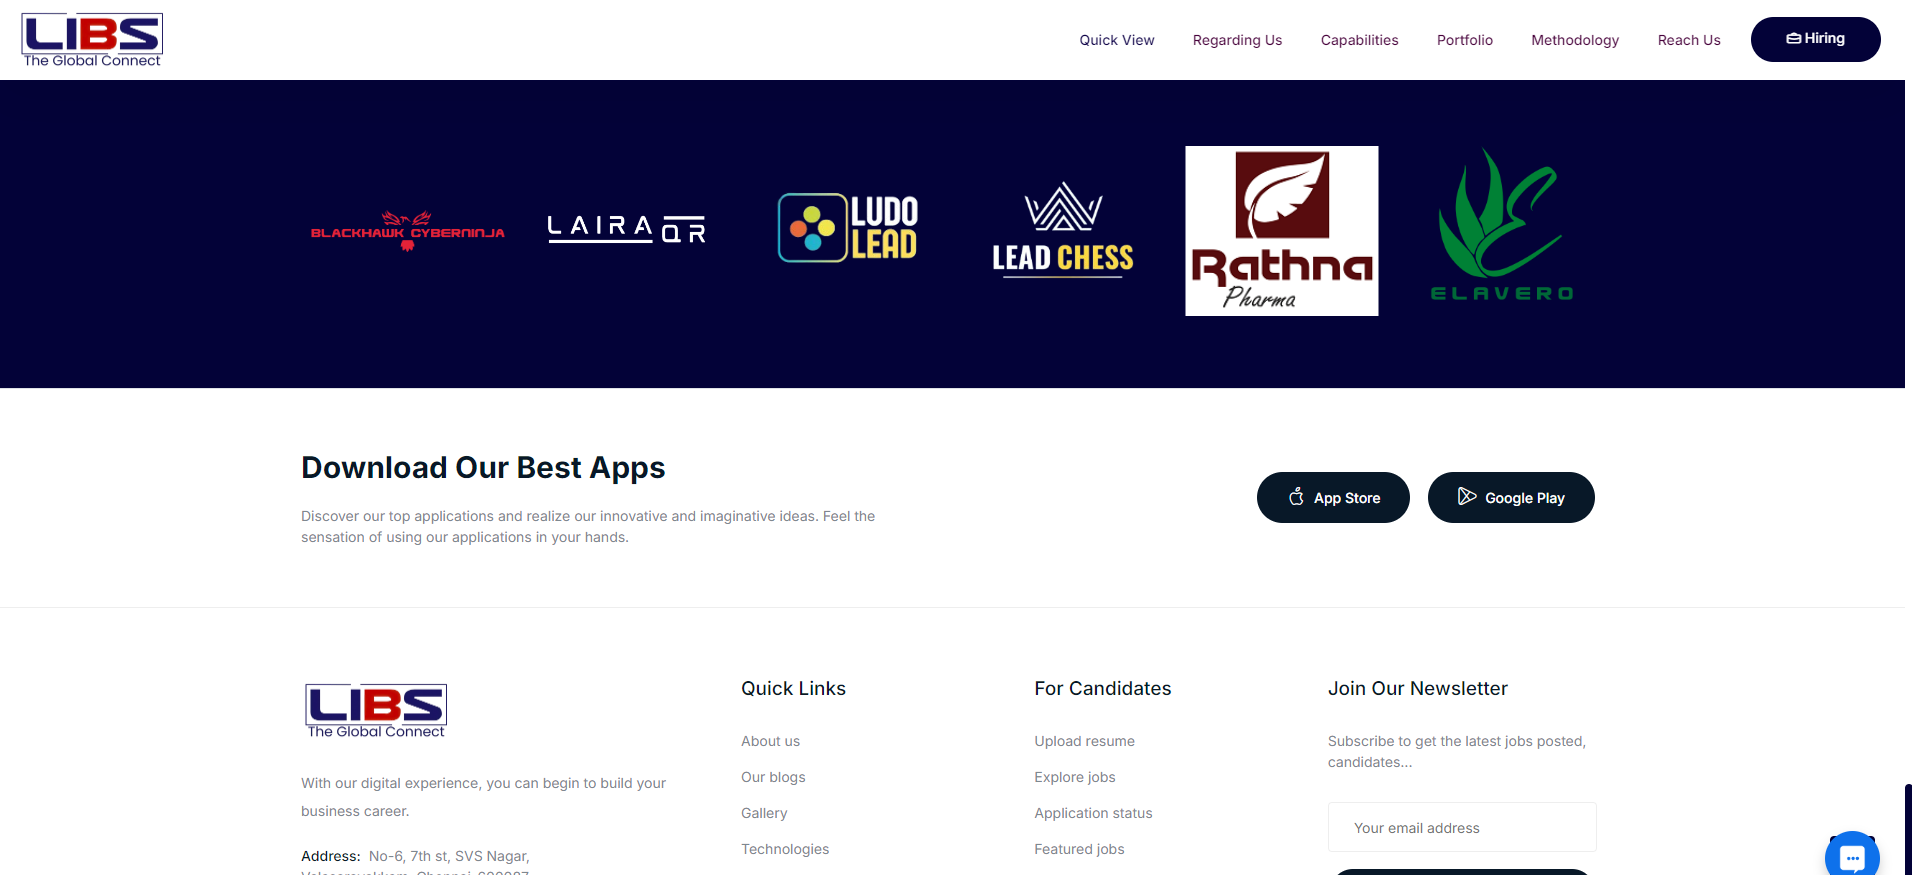 LIBS
The Global Connect
Quick View
Regarding Us
Capabilities
Portfolio
Methodology
Reach Us
Hiring
BLACKHAWK CYBERNINJA
LAIRA QR
LUDO
LEAD
LEAD CHESS
Rathna
Pharma
ELAVERO
Download Our Best Apps
Discover our top applications and realize our innovative and imaginative ideas. Feel the
sensation of using our applications in your hands.
App Store
Google Play
LIBS
The Global Connect
With our digital experience, you can begin to build your
business career.
Address: No-6, 7th st, SVS Nagar,
Quick Links
About us
Our blogs
Gallery
Technologies
For Candidates
Upload resume
Explore jobs
Application status
Featured jobs
Join Our Newsletter
Subscribe to get the latest jobs posted,
candidates...
Your email address